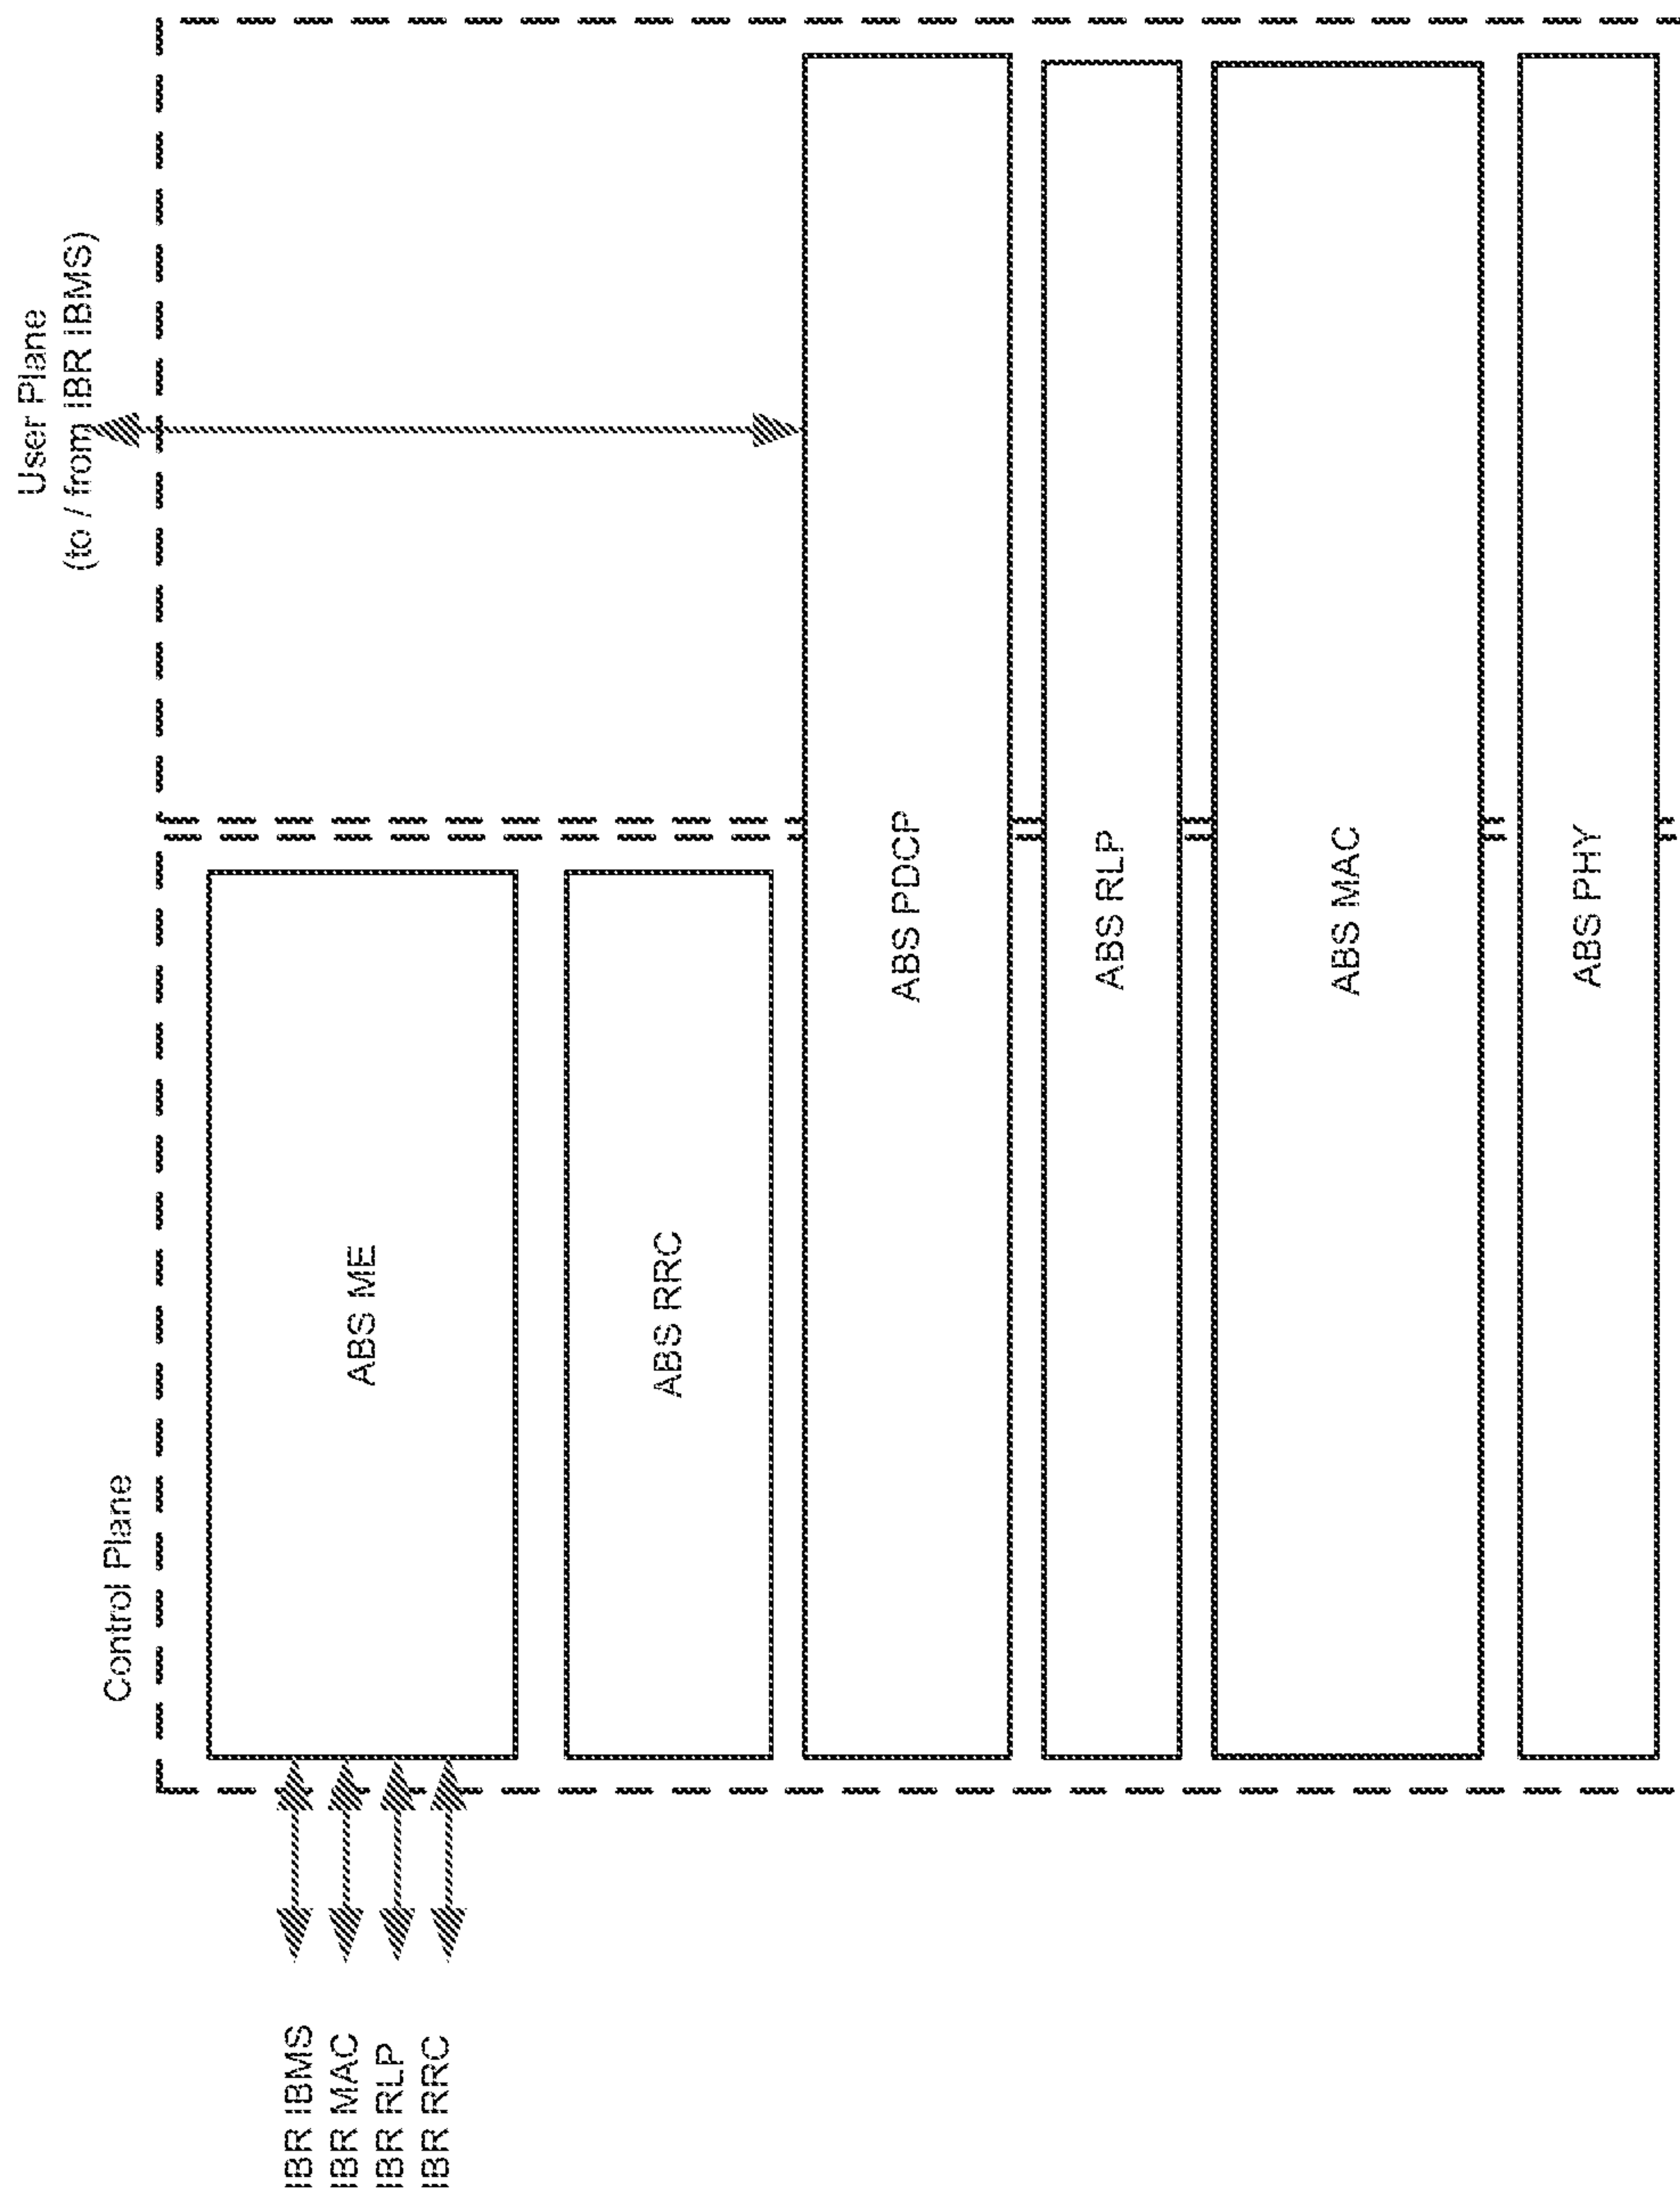 User Plane
(to / from IBR IBMS)
Control Plane
IBR IBMS
IBR MAC
IBR RLP
IBR RRC
ABS ME
ABS RRC
ABS PDCP
ABS RLP
ABS MAC
ABS PHY